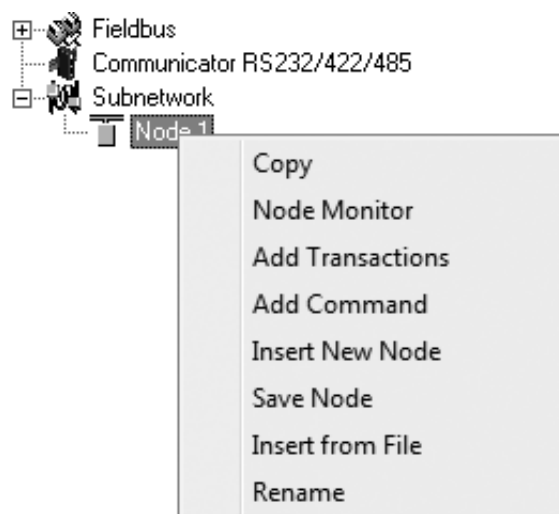 Fieldbus
Communicator RS232/422/485
Subnetwork
Node 1
Copy
Node Monitor
Add Transactions
Add Command
Insert New Node
Save Node
Insert from File
Rename